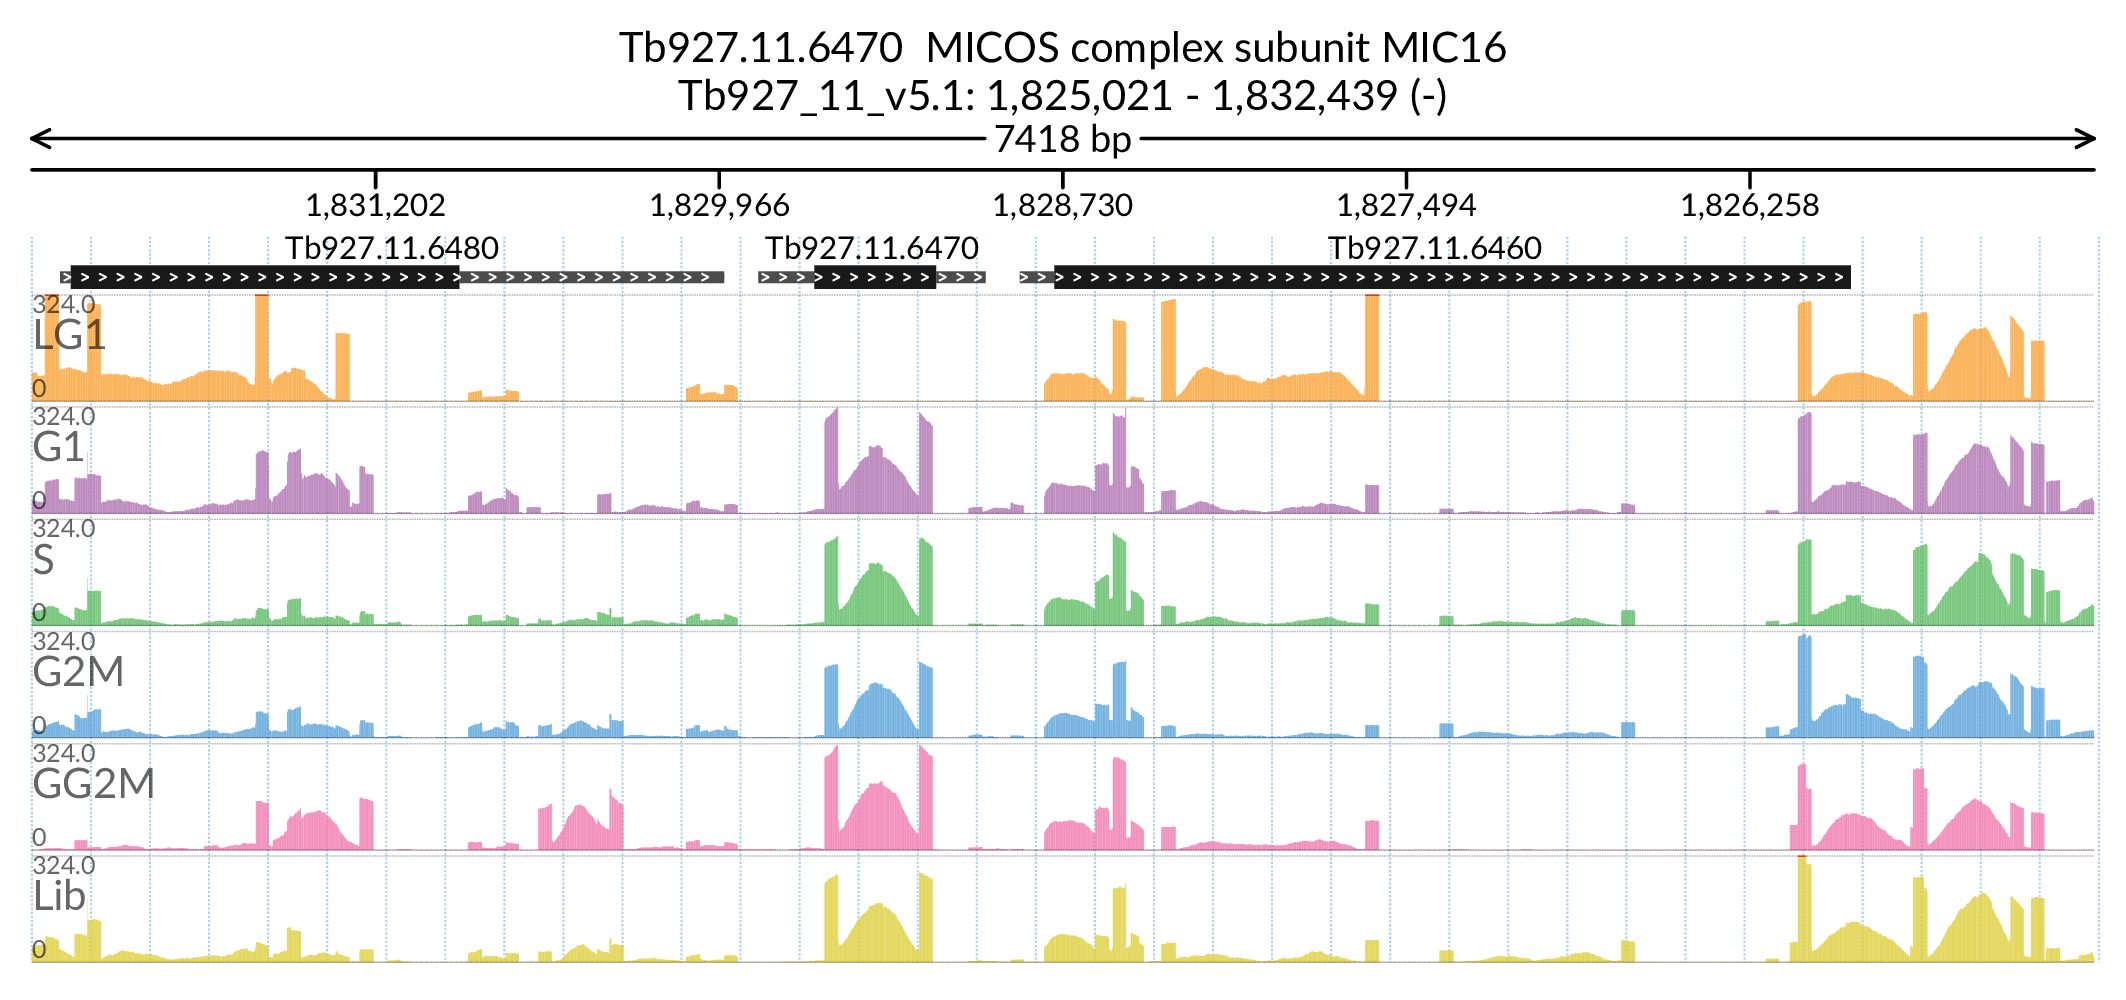 Tb927.11.6470 MICOS complex subunit MIC16
Tb927_11_v5.1: 1,825,021 - 1,832,439 (-)
7418 bp
1,831,202 1,829,966 1,828,730 1,827,494 1,826,258
Tb927.11.6480 Tb927.11.6470 Tb927.11.6460
324.0
LG1
0
324.0
G1
0
324.0
S
0
324.0
G2M
0
324.0
GG2M
0
324.0
Lib
0